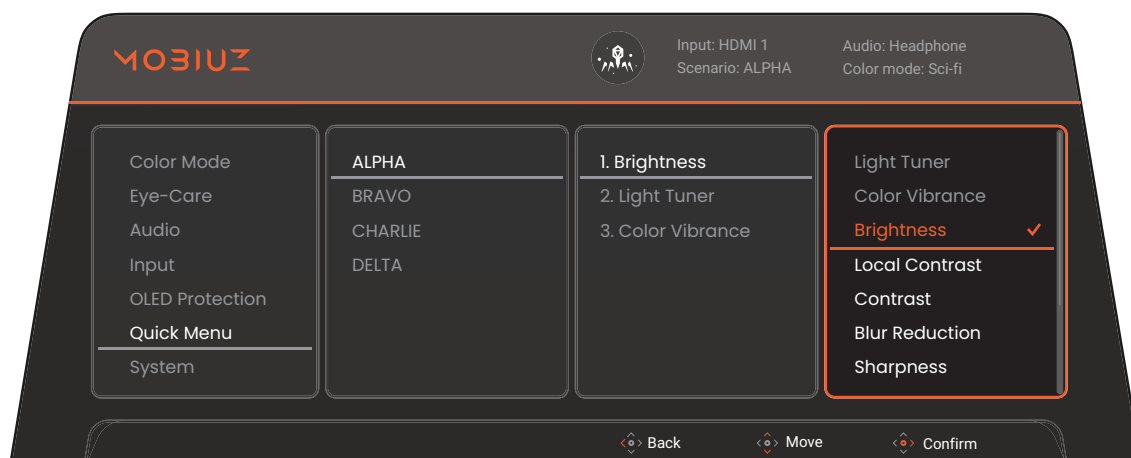 MOBIUZ
Input: HDMI 1
Scenario: ALPHA
Audio: Headphone
Color mode: Sci-fi
Color Mode
Eye-Care
Audio
Input
OLED Protection
Quick Menu
System
ALPHA
BRAVO
CHARLIE
DELTA
1. Brightness
2. Light Tuner
3. Color Vibrance
Light Tuner
Color Vibrance
Brightness
Local Contrast
Contrast
Blur Reduction
Sharpness
Back Move Confirm